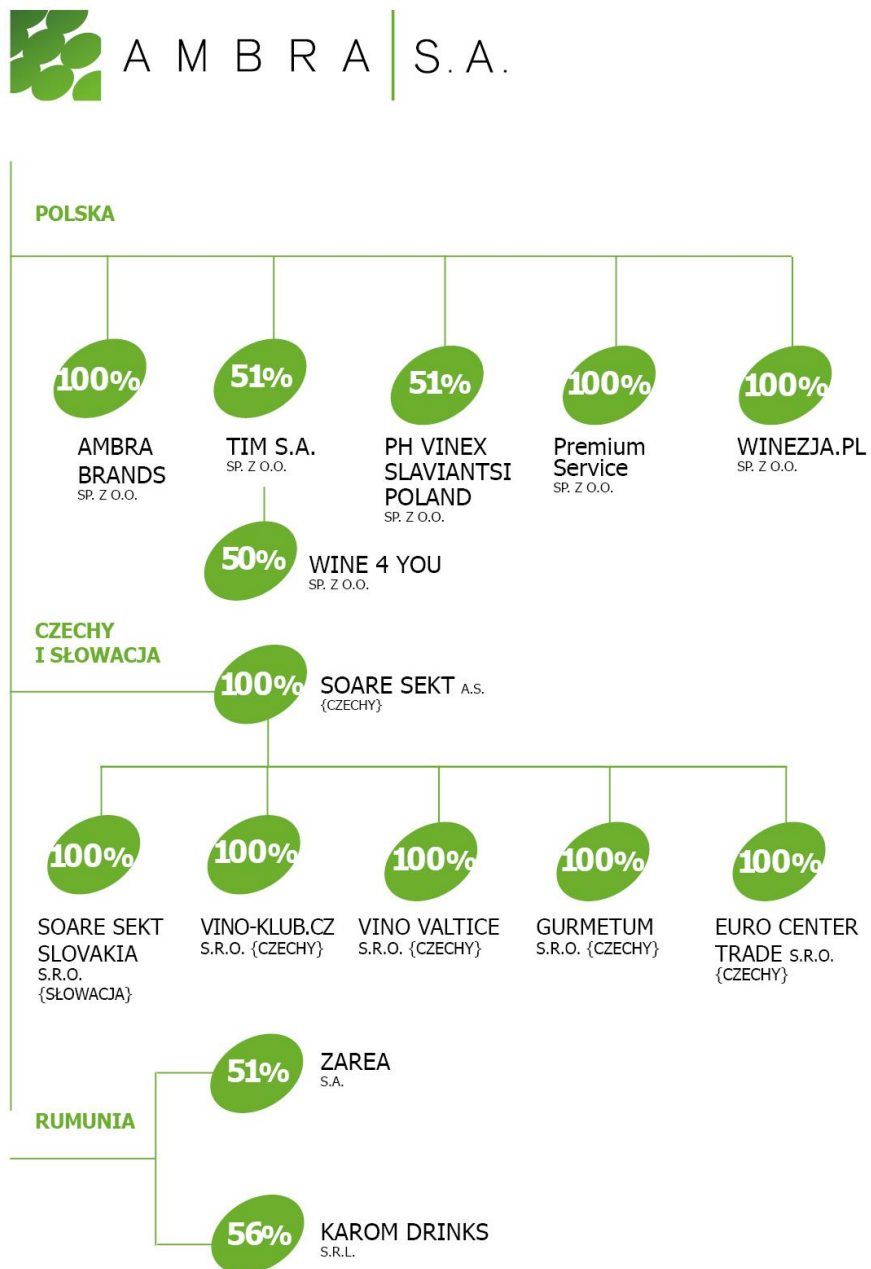 AMBRA S.A.
POLSKA
100%
AMBRA
BRANDS
SP. Z O.O.
51%
TIM S.A.
SP. Z O.O.
51%
PH VINEX
SLAVIANTSI
POLAND
SP. Z O.O.
100%
Premium
Service
SP. Z O.O.
100%
WINEZJA.PL
SP. Z O.O.
50%
WINE 4 YOU
SP. Z O.O.
CZECHY
I SŁOWACJA
100%
SOARE SEKT A.S.
{CZECHY}
100%
SOARE SEKT
SLOVAKIA
S.R.O.
{SŁOWACJA}
100%
VINO-KLUB.CZ
S.R.O. {CZECHY}
100%
VINO VALTICE
S.R.O. {CZECHY}
100%
GURMETUM
S.R.O. {CZECHY}
100%
EURO CENTER
TRADE S.R.O.
{CZECHY}
RUMUNIA
51%
ZAREA
S.A.
56%
KAROM DRINKS
S.R.L.